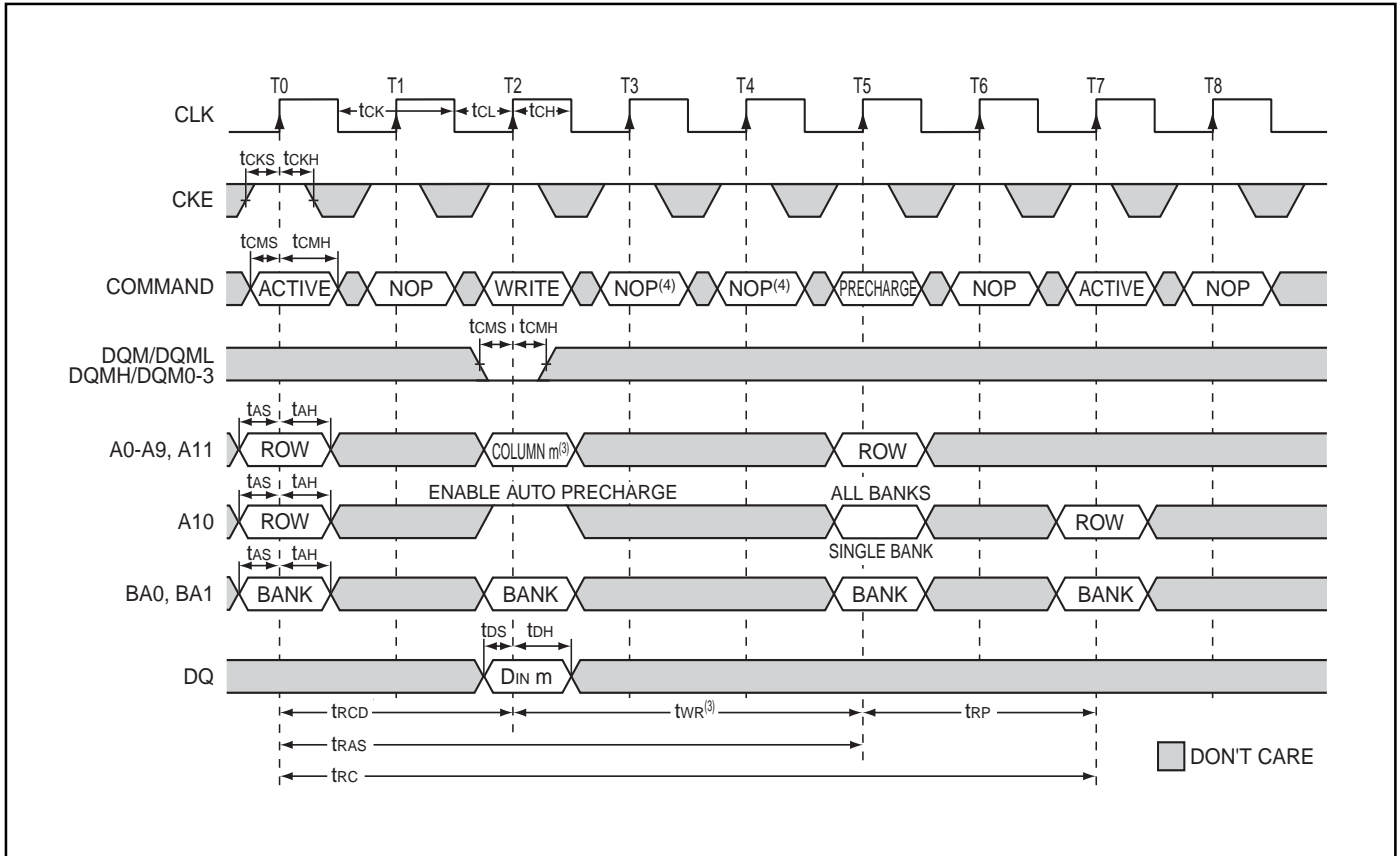 T0 T1 T2 T3 T4 T5 T6 T7 T8
CLK
tCK tCL tCH
tCKS tCKH
CKE
tCMS tCMH
COMMAND
ACTIVE NOP WRITE NOP(4) NOP(4) PRECHARGE NOP ACTIVE NOP
tCMS tCMH
DQM/DQML
DQMH/DQM0-3
tAS tAH
A0-A9, A11
ROW COLUMN m(3) ROW
tAS tAH ENABLE AUTO PRECHARGE ALL BANKS
A10
ROW ROW
tAS tAH SINGLE BANK
BA0, BA1
BANK BANK BANK BANK
tDS tDH
DQ
DIN m
tRCD tWR(3) tRP
tRAS
DON'T CARE
tRC